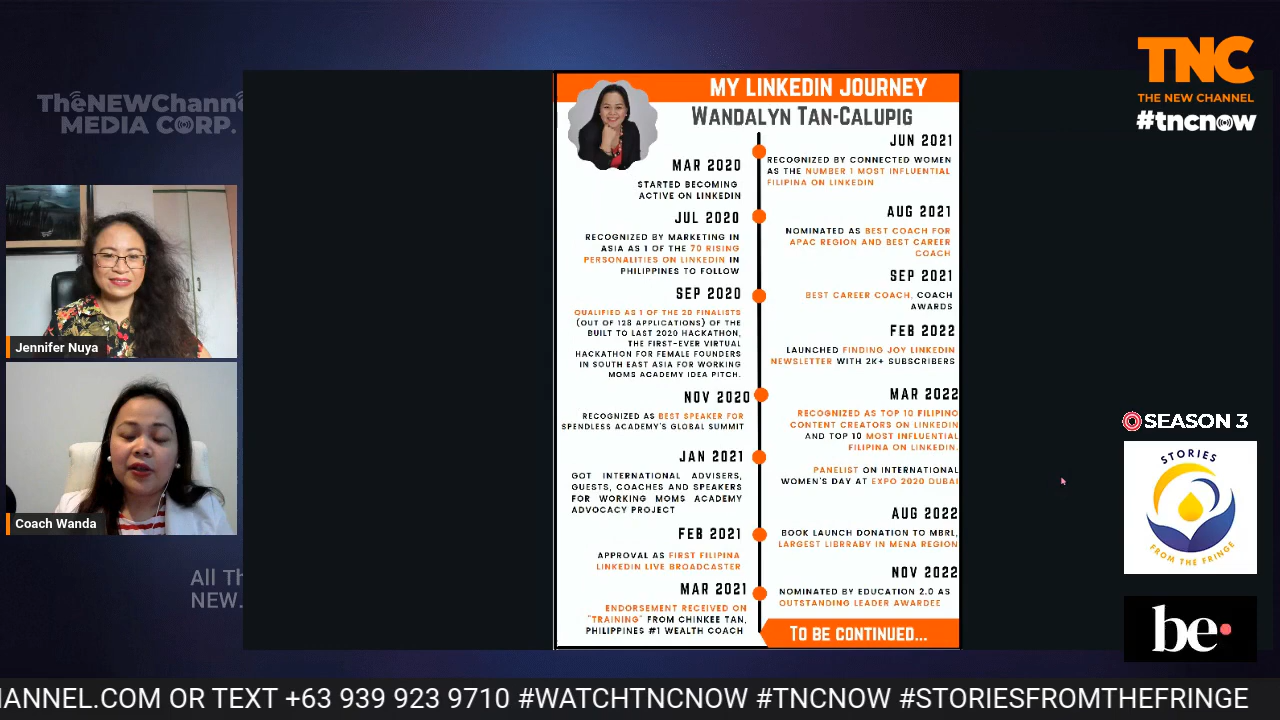 TheNEWChann
MEDIA CORP.
Jennifer Nuya
Coach Wanda
All Th
NEW.
MY LINKEDIN JOURNEY
WANDALYN TAN-CALUPIG
MAR 2020
STARTED BECOMING
ACTIVE ON LINKEDIN
JUL 2020
RECOGNIZED BY MARKETING IN
ASIA AS 1 OF THE 70 RISING
PERSONALITIES ON LINKEDIN IN
PHILIPPINES TO FOLLOW
SEP 2020
QUALIFIED AS 1 OF THE 20 FINALISTS
(OUT OF 128 APPLICATIONS) OF THE
BUILT TO LAST 2020 HACKATHON,
THE FIRST-EVER VIRTUAL
HACKATHON FOR FEMALE FOUNDERS
IN SOUTH EAST ASIA FOR WORKING
MOMS ACADEMY IDEA PITCH.
NOV 2020
RECOGNIZED AS BEST SPEAKER FOR
SPENDLESS ACADEMY'S GLOBAL SUMMIT
JAN 2021
GOT INTERNATIONAL ADVISERS,
GUESTS, COACHES AND SPEAKERS
FOR WORKING MOMS ACADEMY
ADVOCACY PROJECT
FEB 2021
APPROVAL AS FIRST FILIPINA
LINKEDIN LIVE BROADCASTER
MAR 2021
ENDORSEMENT RECEIVED ON
"TRAINING" FROM CHINKEE TAN,
PHILIPPINES #1 WEALTH COACH
JUN 2021
RECOGNIZED BY CONNECTED WOMEN
AS THE NUMBER 1 MOST INFLUENTIAL
FILIPINA ON LINKEDIN
AUG 2021
NOMINATED AS BEST COACH FOR
APAC REGION AND BEST CAREER
COACH
SEP 2021
BEST CAREER COACH, COACH
AWARDS
FEB 2022
LAUNCHED FINDING JOY LINKEDIN
NEWSLETTER WITH 2K+ SUBSCRIBERS
MAR 2022
RECOGNIZED AS TOP 10 FILIPINO
CONTENT CREATORS ON LINKEDIN
AND TOP 10 MOST INFLUENTIAL
FILIPINA ON LINKEDIN.
PANELIST ON INTERNATIONAL
WOMEN'S DAY AT EXPO 2020 DUBAI
AUG 2022
BOOK LAUNCH DONATION TO MBRL,
LARGEST LIBRRABY IN MENA REGION
NOV 2022
NOMINATED BY EDUCATION 2.0 AS
OUTSTANDING LEADER AWARDEE
TO BE CONTINUED...
TNC
THE NEW CHANNEL
#tncnow
SEASON 3
STORIES
FROM THE FRINGE
be
HANNEL.COM OR TEXT +63 939 923 9710 #WATCHTNCNOW #TNCNOW #STORIESFROMTHEFRINGE